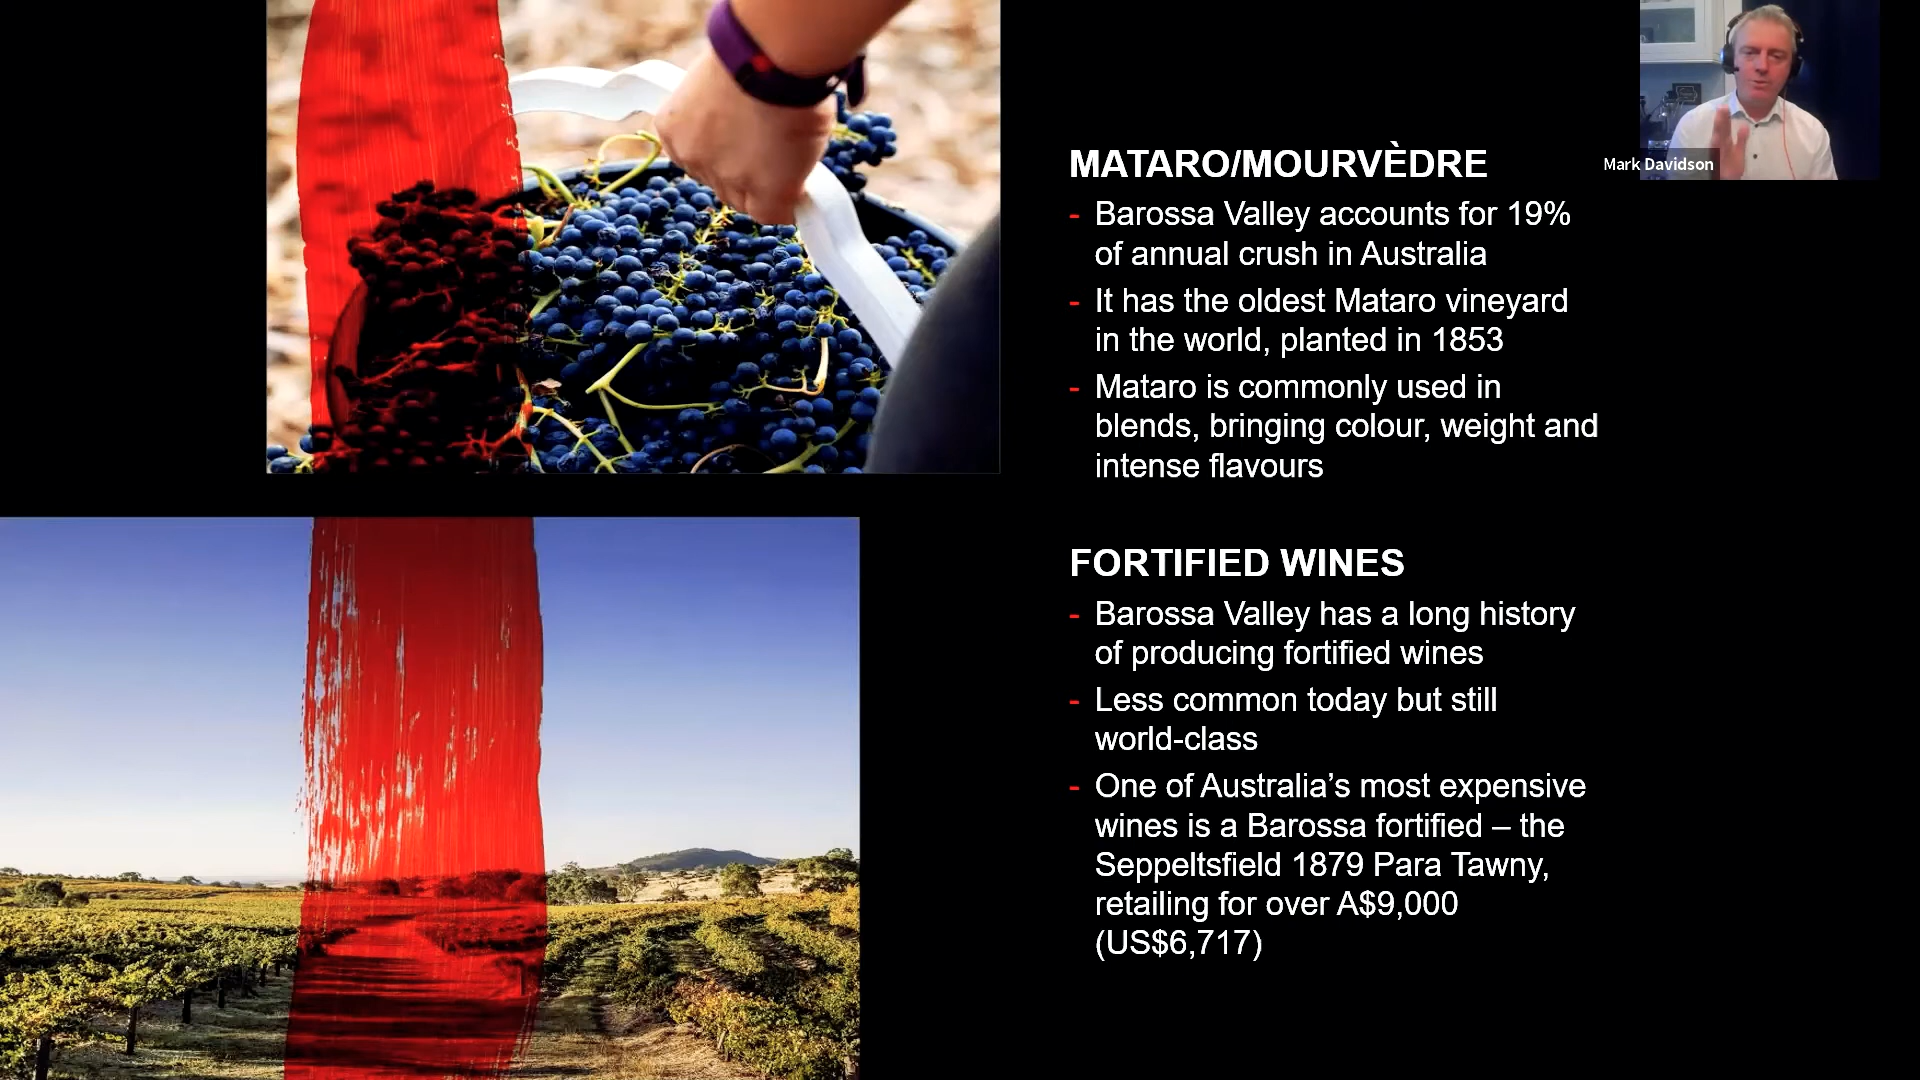 MATARO/MOURVÈDRE
- Barossa Valley accounts for 19%
of annual crush in Australia
- It has the oldest Mataro vineyard
in the world, planted in 1853
- Mataro is commonly used in
blends, bringing colour, weight and
intense flavours
FORTIFIED WINES
- Barossa Valley has a long history
of producing fortified wines
- Less common today but still
world-class
- One of Australia’s most expensive
wines is a Barossa fortified – the
Seppeltsfield 1879 Para Tawny,
retailing for over A$9,000
(US$6,717)
Mark Davidson